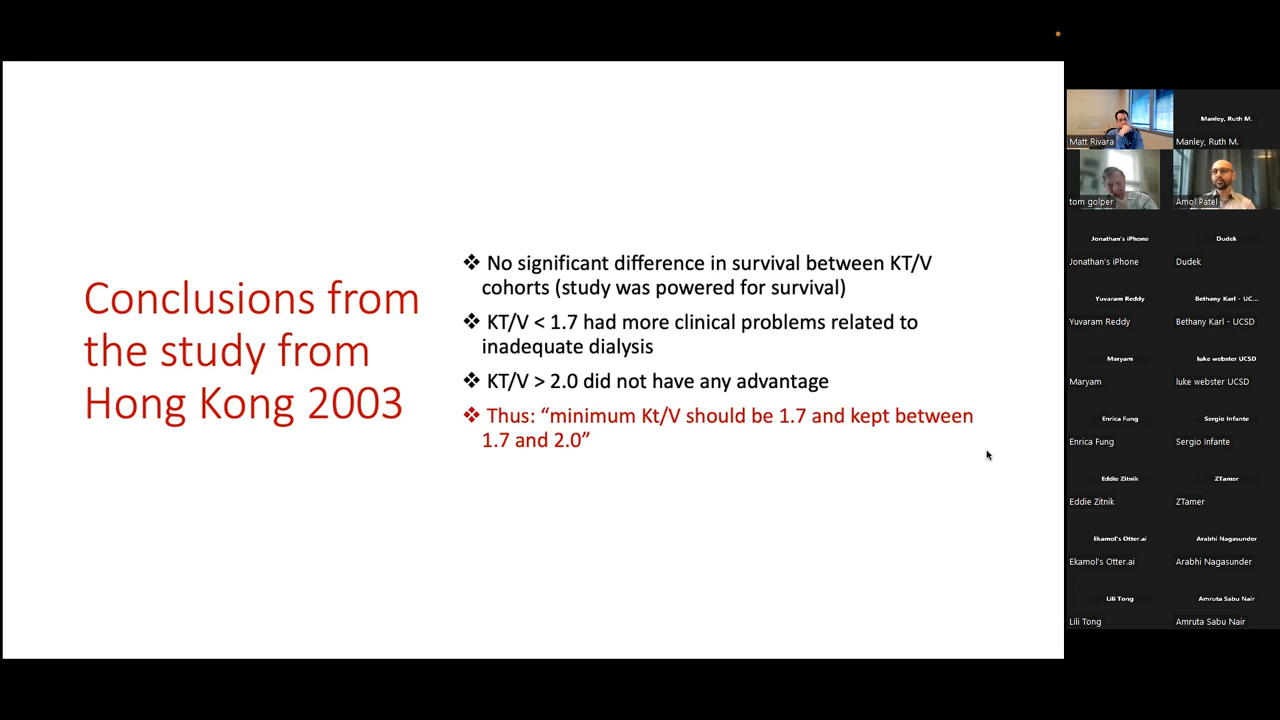 Conclusions from
the study from
Hong Kong 2003
❖ No significant difference in survival between KT/V
cohorts (study was powered for survival)
❖ KT/V < 1.7 had more clinical problems related to
inadequate dialysis
❖ KT/V > 2.0 did not have any advantage
❖ Thus: “minimum Kt/V should be 1.7 and kept between
1.7 and 2.0”
Matt Rivara
Manley, Ruth M.
Manley, Ruth M.
tom golper
Amol Patel
Jonathan's iPhone
Jonathan's iPhone
Dudek
Dudek
Yuvaram Reddy
Yuvaram Reddy
Bethany Karl - UC...
Bethany Karl - UCSD
Maryam
Maryam
luke webster UCSD
luke webster UCSD
Enrica Fung
Enrica Fung
Sergio Infante
Sergio Infante
Eddie Zitnik
Eddie Zitnik
ZTamer
ZTamer
Ekamol's Otter.ai
Ekamol's Otter.ai
Arabhi Nagasunder
Arabhi Nagasunder
Lili Tong
Lili Tong
Amruta Sabu Nair
Amruta Sabu Nair